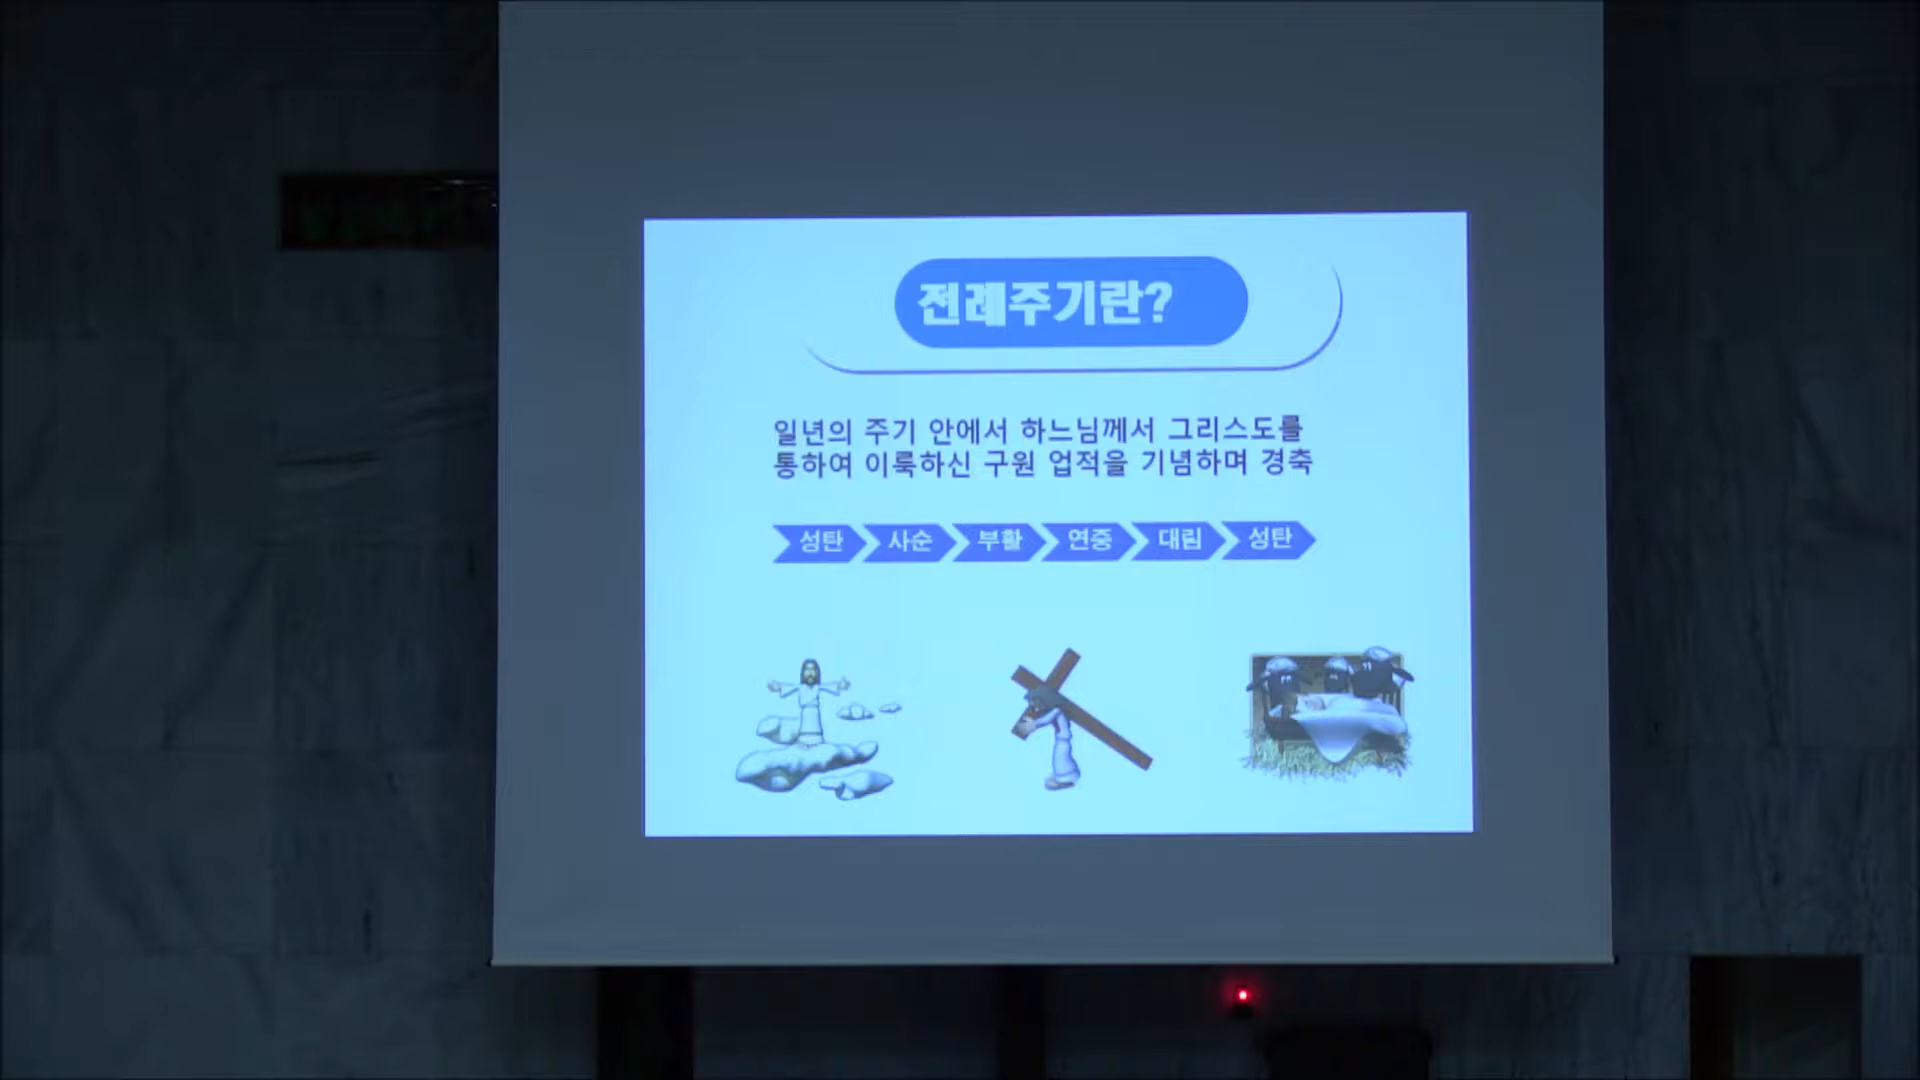 전례주기란?
일년의 주기 안에서 하느님께서 그리스도를
통하여 이룩하신 구원 업적을 기념하며 경축
성탄 사순 부활 연중 대림 성탄